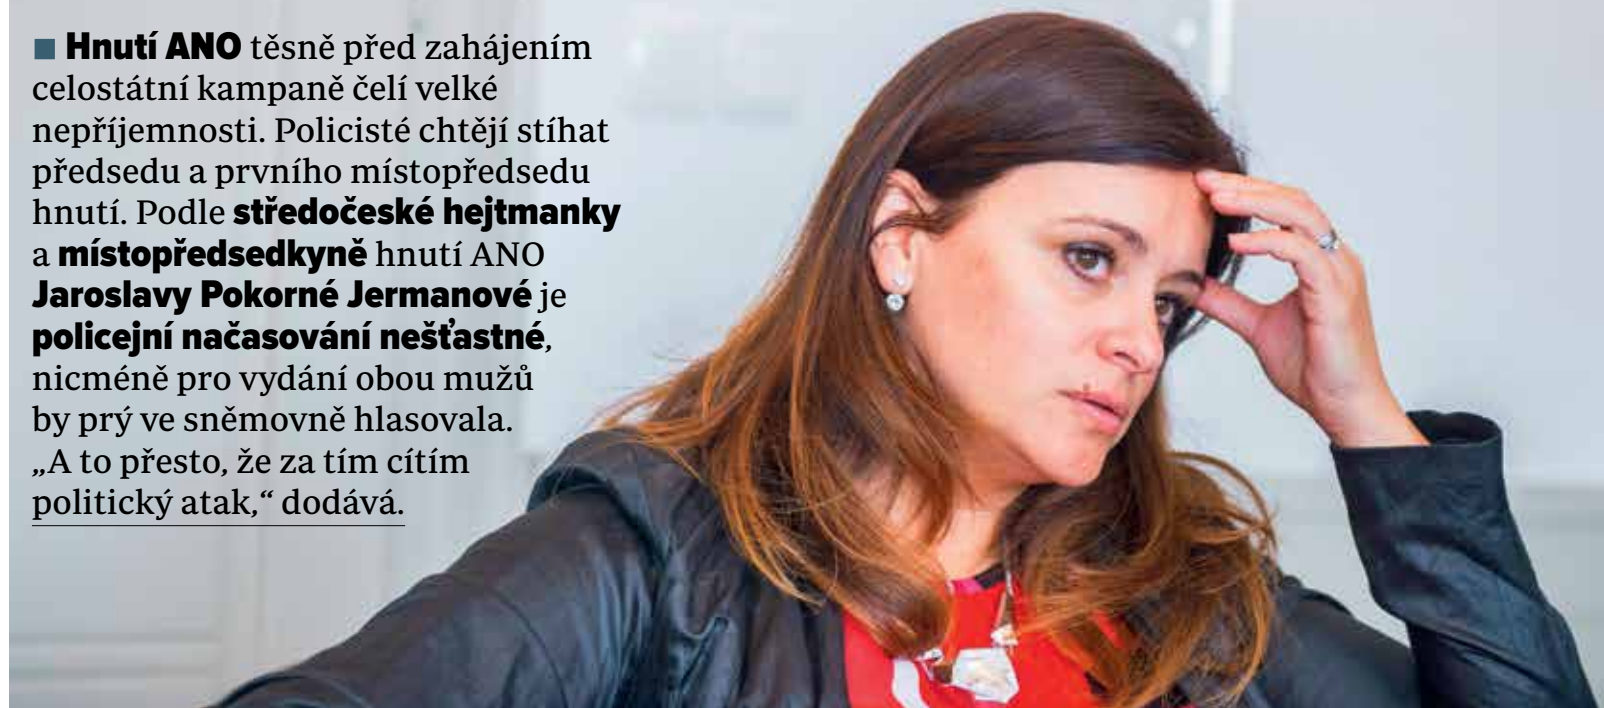 ■ Hnutí ANO těsně před zahájením
celostátní kampaně čelí velké
nepříjemnosti. Policisté chtějí stíhat
předsedu a prvního místopředsedu
hnutí. Podle středočeské hejtmanky
a místopředsedkyně hnutí ANO
Jaroslavy Pokorné Jermanové je
policejní načasování nešťastné,
nicméně pro vydání obou mužů
by prý ve sněmovně hlasovala.
„A to přesto, že za tím cítím
politický atak,“ dodává.